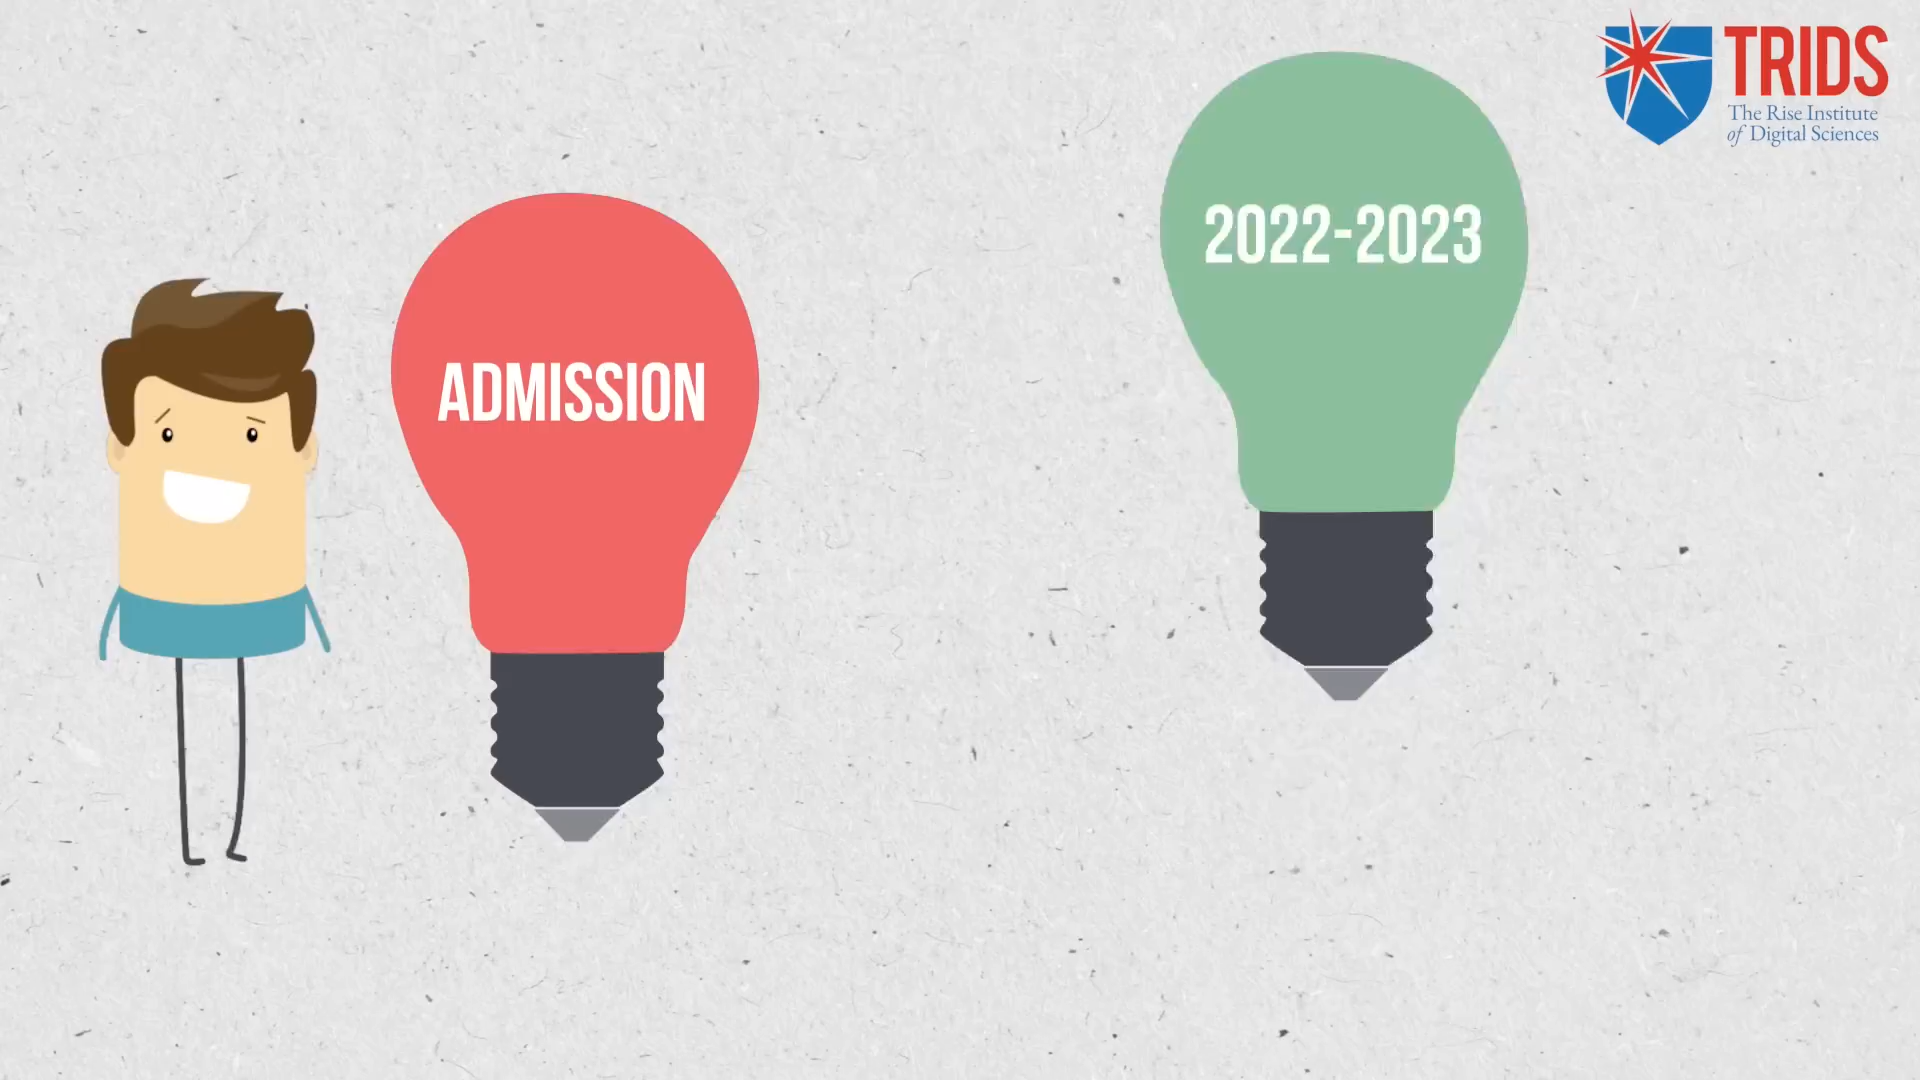 TRIDS
The Rise Institute
of Digital Sciences
2022-2023
ADMISSION